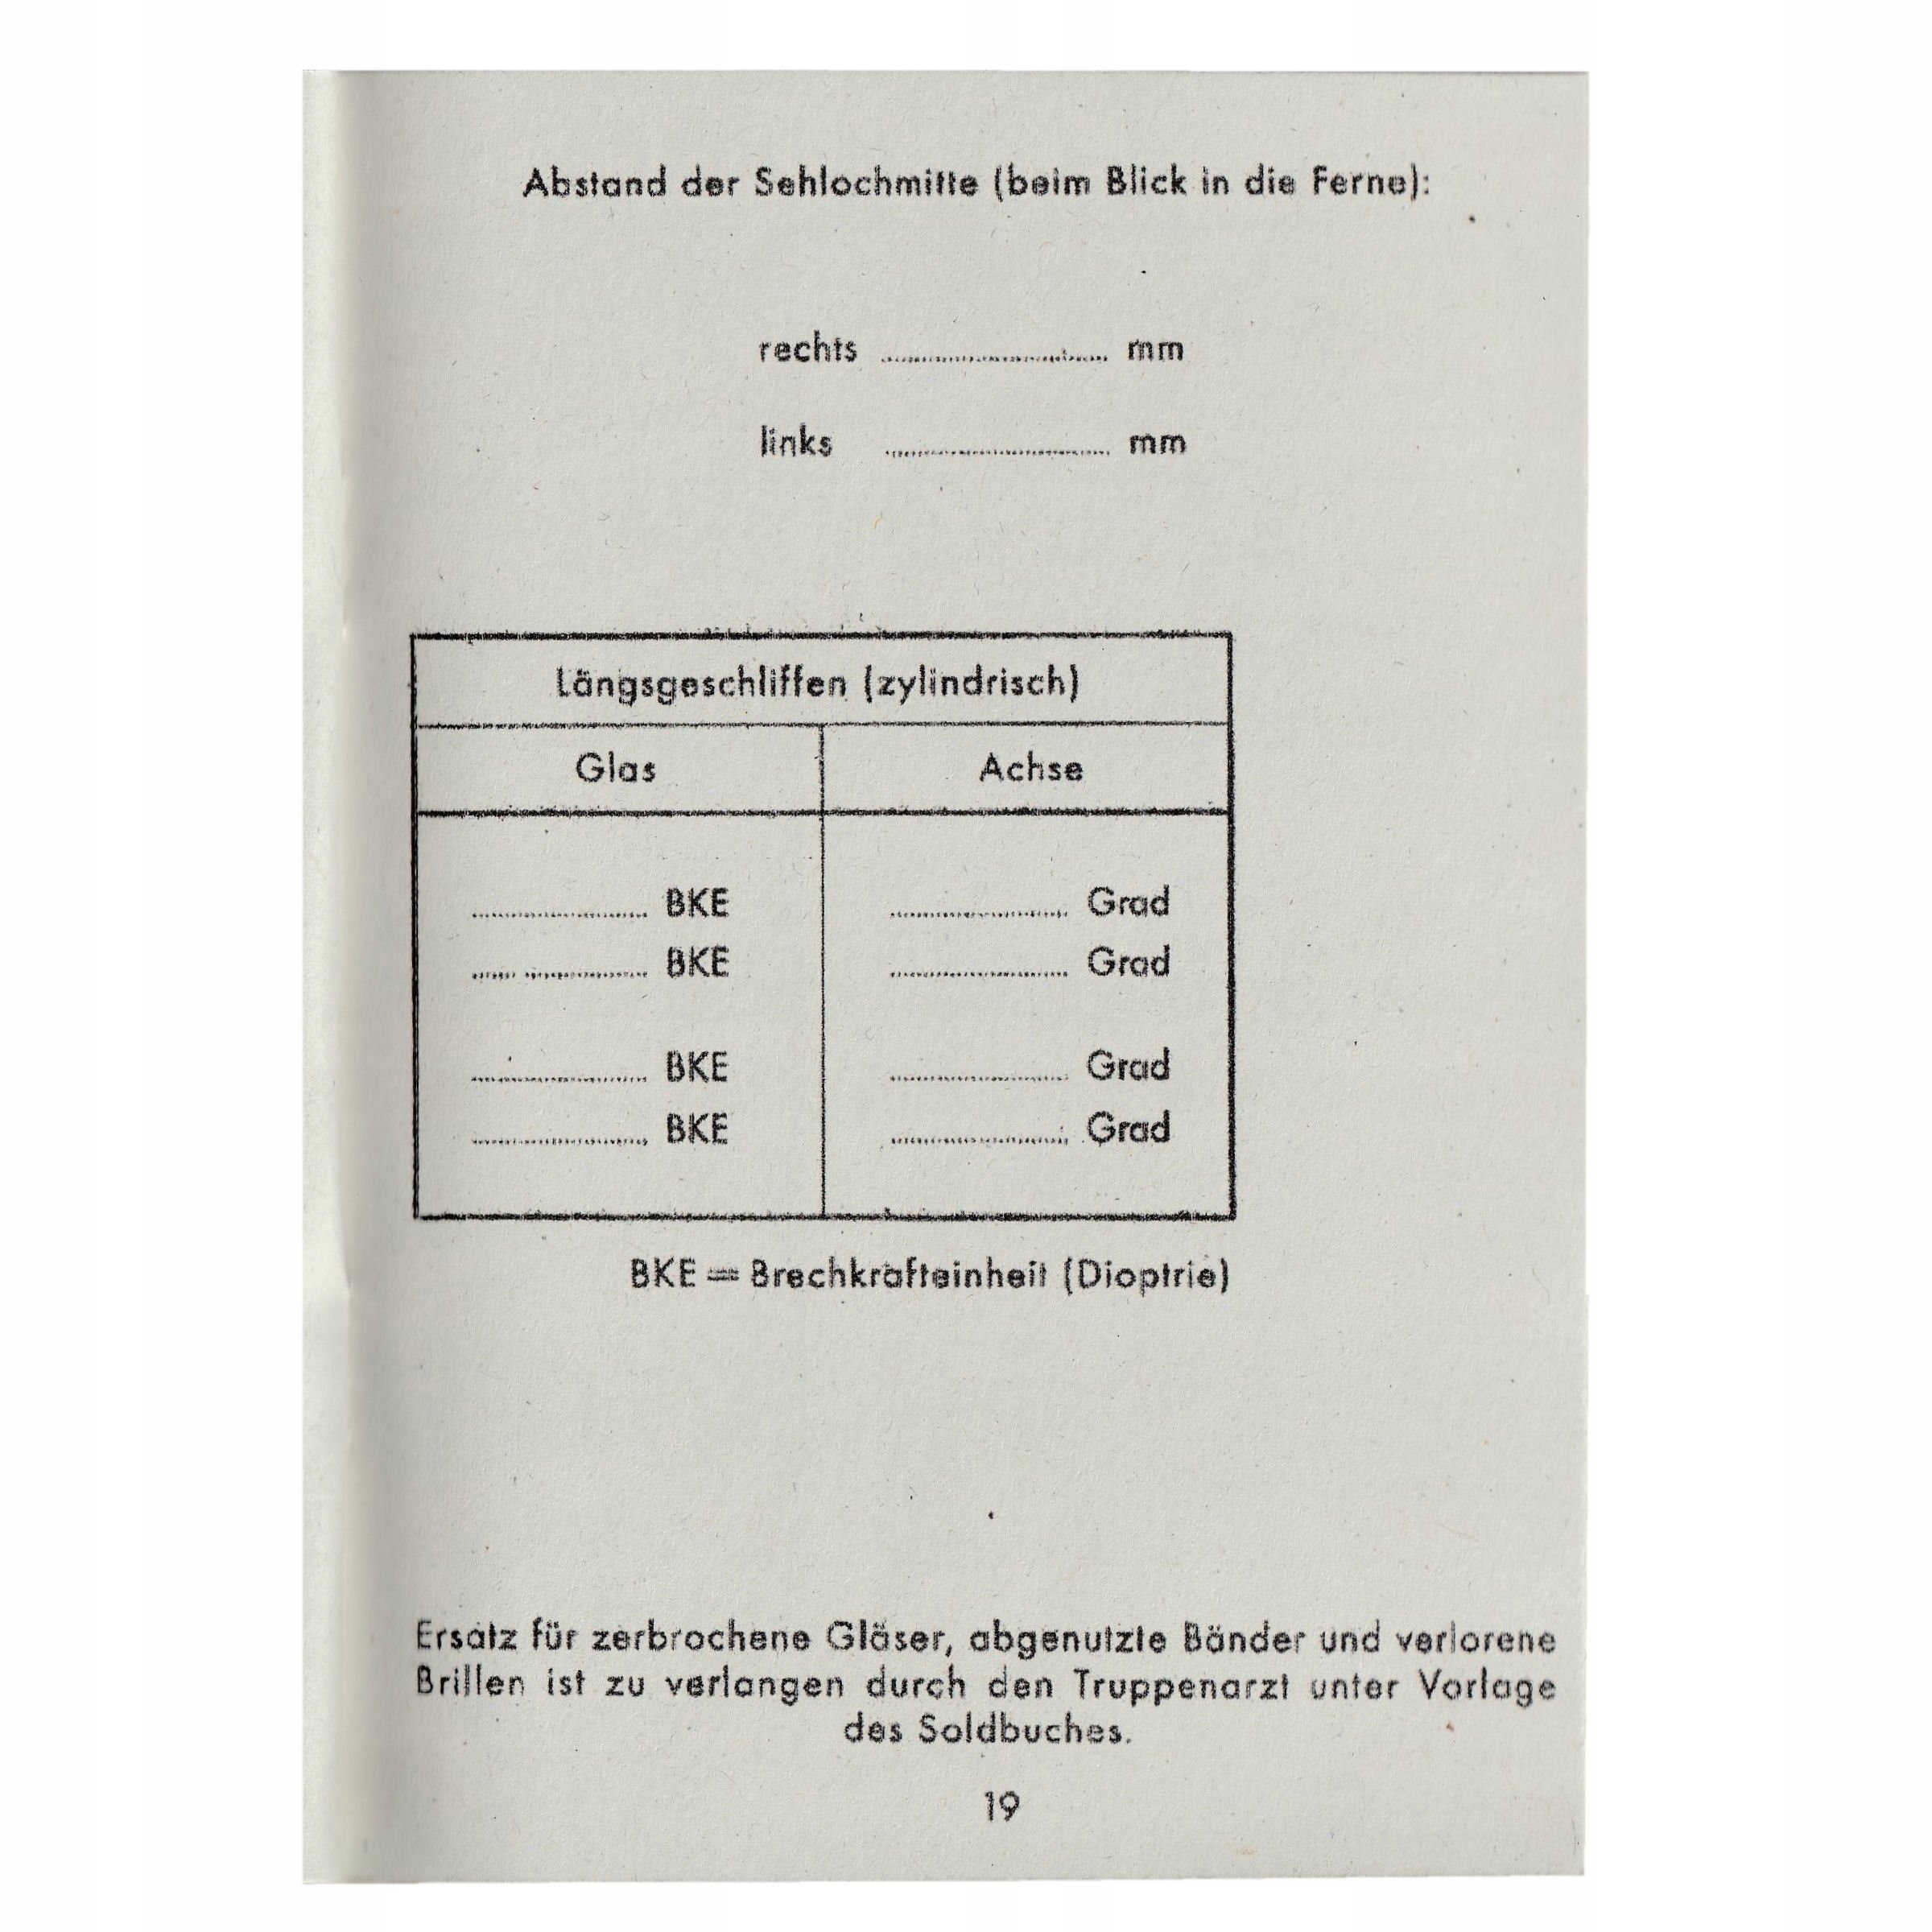 Abstand der Sehlochmitte (beim Blick in die Ferne):
rechts ........................ mm
links ........................ mm
Längsgeschliffen (zylindrisch)
Glas Achse
.................... BKE .................... Grad
.................... BKE .................... Grad
.................... BKE .................... Grad
.................... BKE .................... Grad
BKE = Brechkrafteinheit (Dioptrie)
Ersatz für zerbrochene Gläser, abgenutzte Bänder und verlorene
Brillen ist zu verlangen durch den Truppenarzt unter Vorlage
des Soldbuches.
19